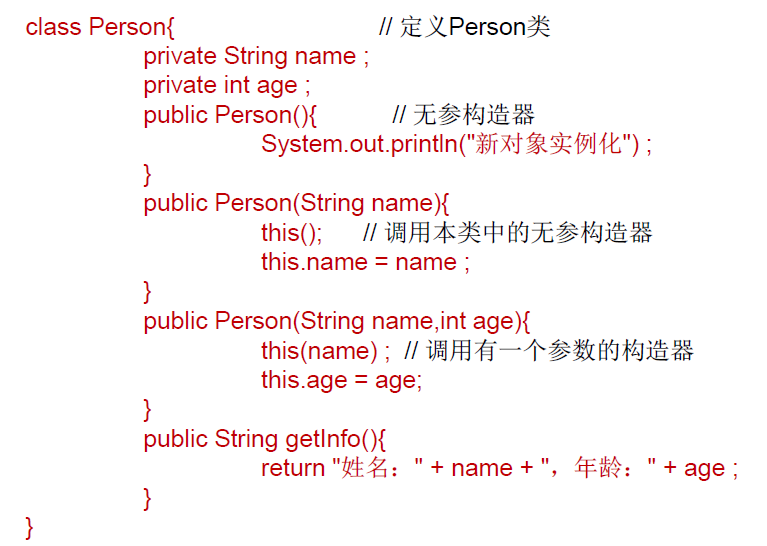 class Person{ // 定义Person类
private String name ;
private int age ;
public Person(){ // 无参构造器
System.out.println("新对象实例化") ;
}
public Person(String name){
this(); // 调用本类中的无参构造器
this.name = name ;
}
public Person(String name,int age){
this(name) ; // 调用有一个参数的构造器
this.age = age;
}
public String getInfo(){
return "姓名：" + name + "，年龄：" + age ;
}
}